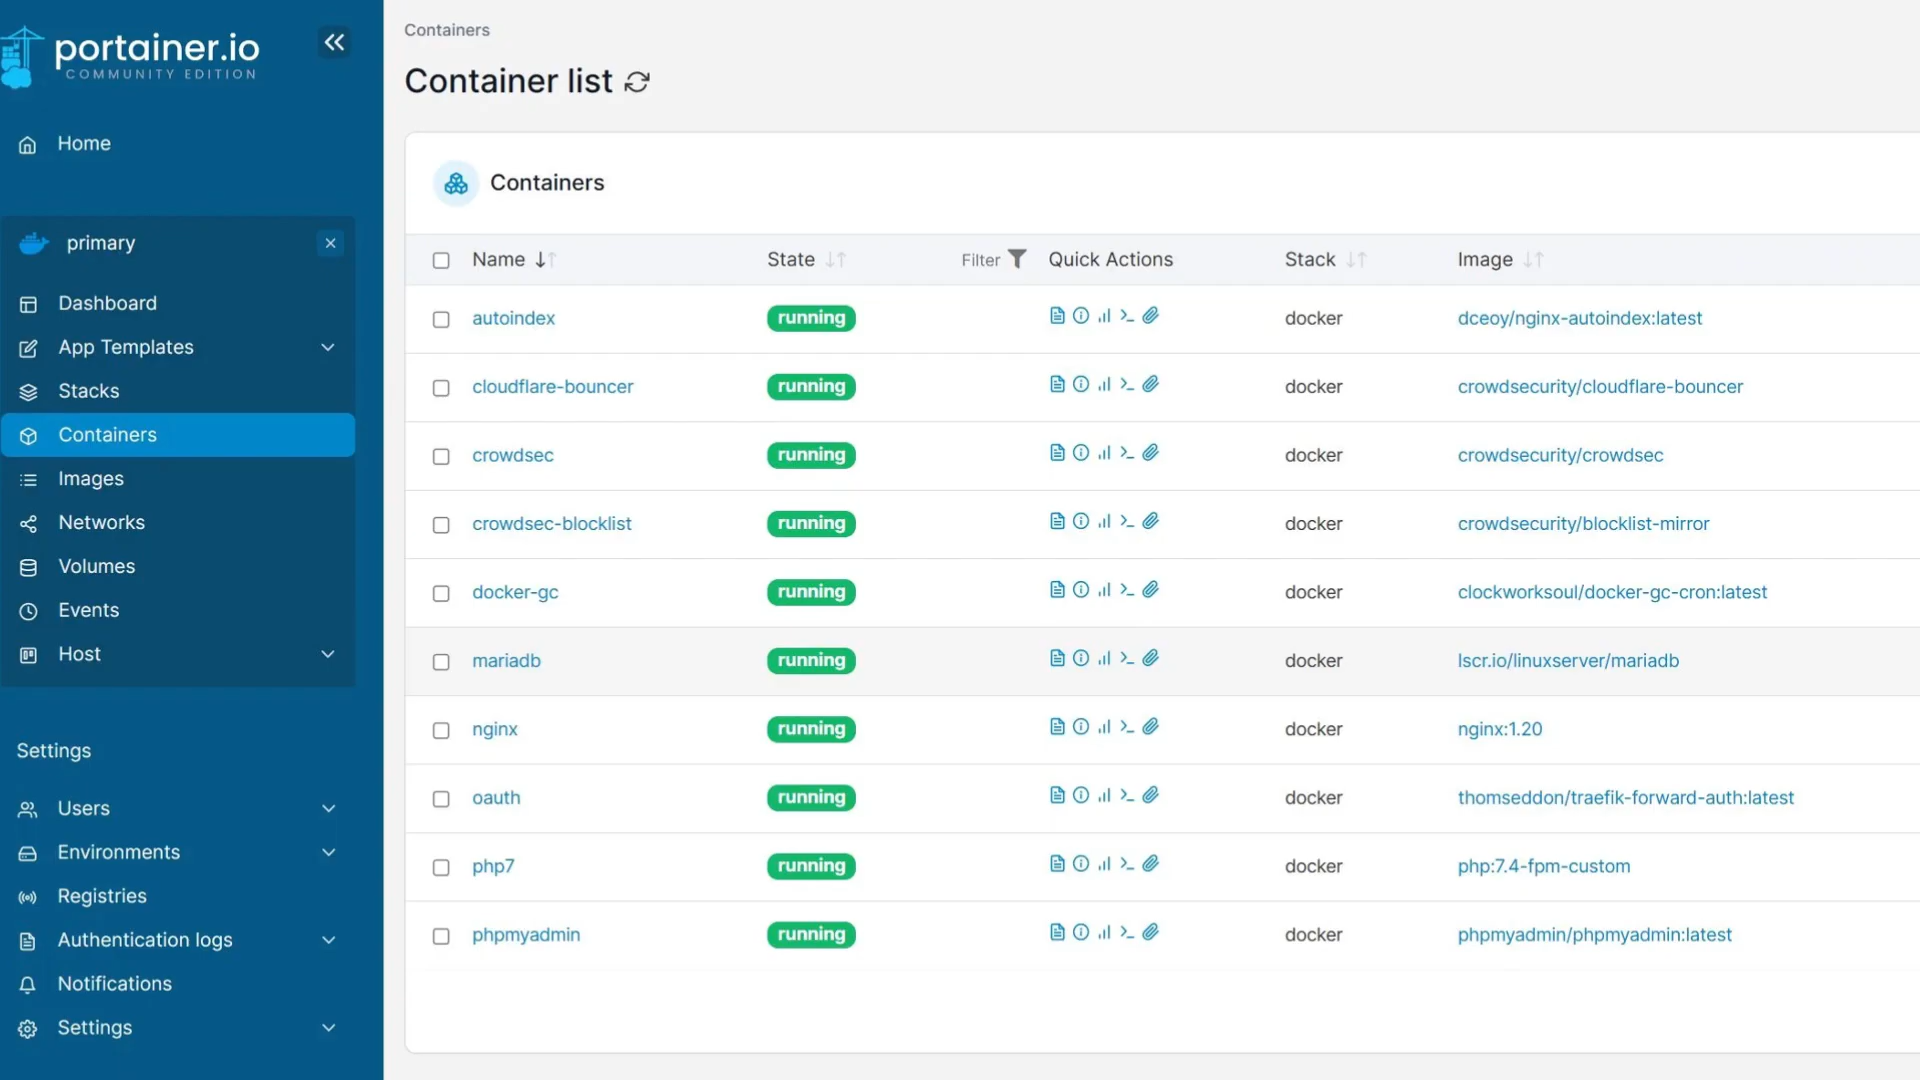 portainer.io
COMMUNITY EDITION
Home
primary
Dashboard
App Templates
Stacks
Containers
Images
Networks
Volumes
Events
Host
Settings
Users
Environments
Registries
Authentication logs
Notifications
Settings
Containers
Container list
Containers
Name State Filter Quick Actions Stack Image
autoindex running docker dceoy/nginx-autoindex:latest
cloudflare-bouncer running docker crowdsecurity/cloudflare-bouncer
crowdsec running docker crowdsecurity/crowdsec
crowdsec-blocklist running docker crowdsecurity/blocklist-mirror
docker-gc running docker clockworksoul/docker-gc-cron:latest
mariadb running docker lscr.io/linuxserver/mariadb
nginx running docker nginx:1.20
oauth running docker thomseddon/traefik-forward-auth:latest
php7 running docker php:7.4-fpm-custom
phpmyadmin running docker phpmyadmin/phpmyadmin:latest